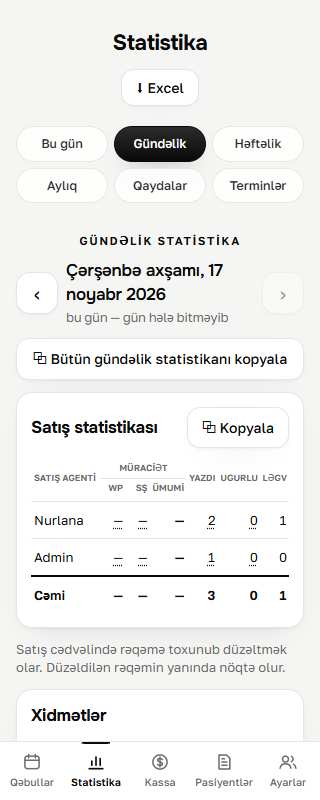 Statistika
⭳ Excel
Bu gün
Gündəlik
Həftəlik
Aylıq
Qaydalar
Terminlər
GÜNDƏLİK STATİSTİKA
‹
Çərşənbə axşamı, 17
noyabr 2026
bu gün — gün hələ bitməyib
›
Bütün gündəlik statistikanı kopyala
Satış statistikası
Kopyala
SATIŞ AGENTİ MÜRACİƏT YAZDI UGURLU LƏGV
WP SŞ ÜMUMİ
Nurlana — — — 2 0 1
Admin — — — 1 0 0
Cəmi — — — 3 0 1
Satış cədvəlində rəqəmə toxunub düzəltmək
olar. Düzəldilən rəqəmin yanında nöqtə olur.
Xidmətlər
Qəbullar
Statistika
Kassa
Pasiyentlər
Ayarlar